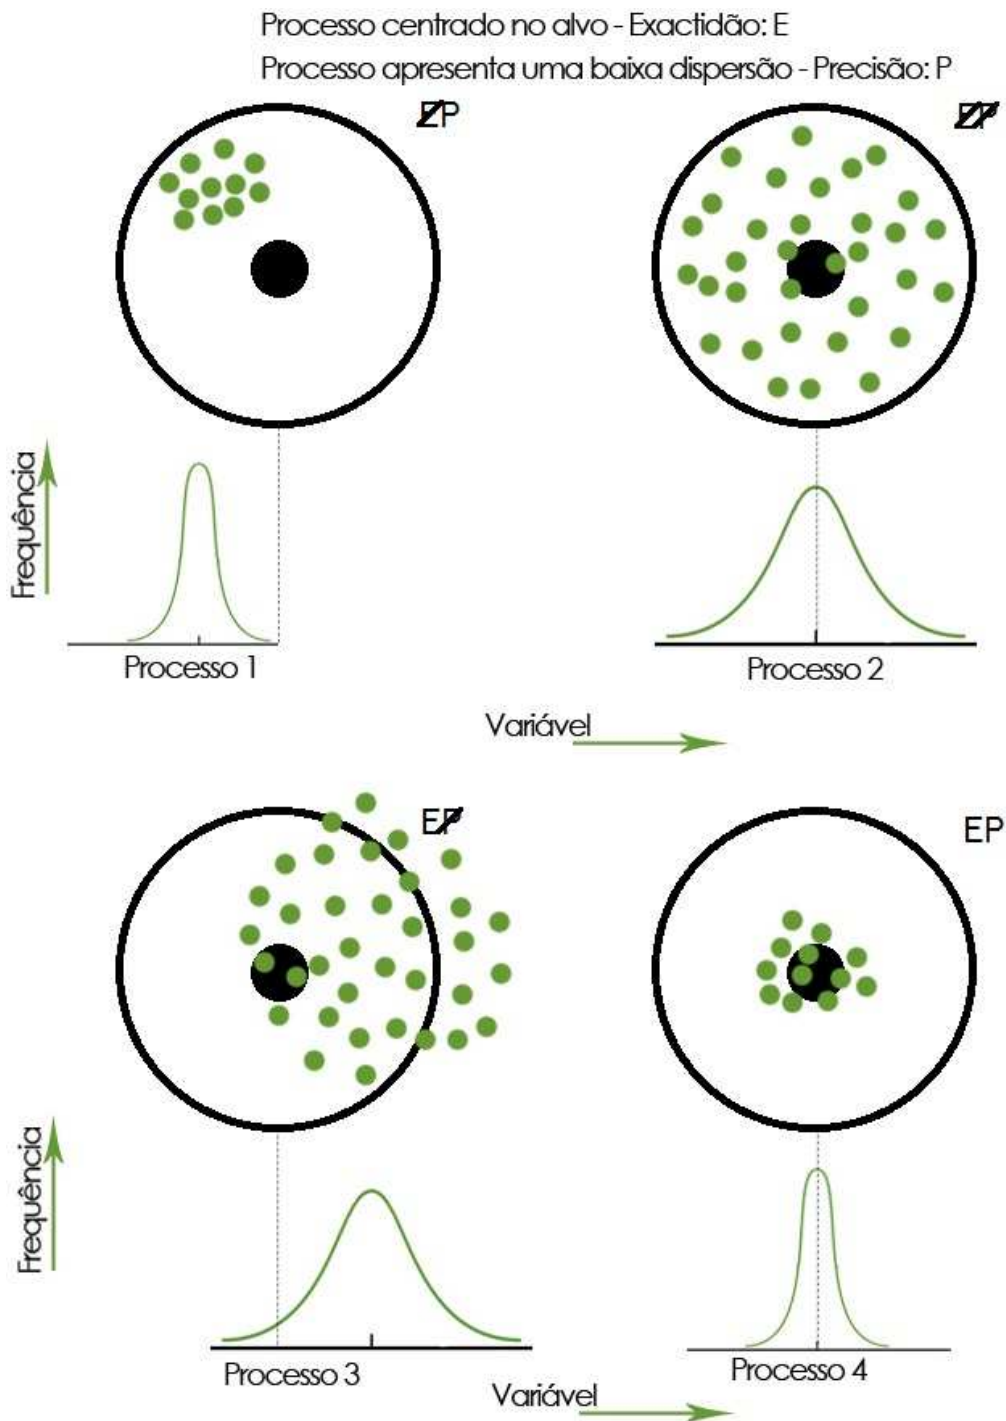 Processo centrado no alvo - Exactidão: E
Processo apresenta uma baixa dispersão - Precisão: P
EP
EP
Frequência
Processo 1
Processo 2
Variável
EP
EP
Frequência
Processo 3
Processo 4
Variável